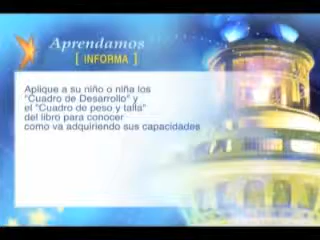 Aprendamos
[ INFORMA ]
Aplique a su niño o niña los
"Cuadro de Desarrollo" y
el "Cuadro de peso y talla"
del libro para conocer
como va adquiriendo sus capacidades